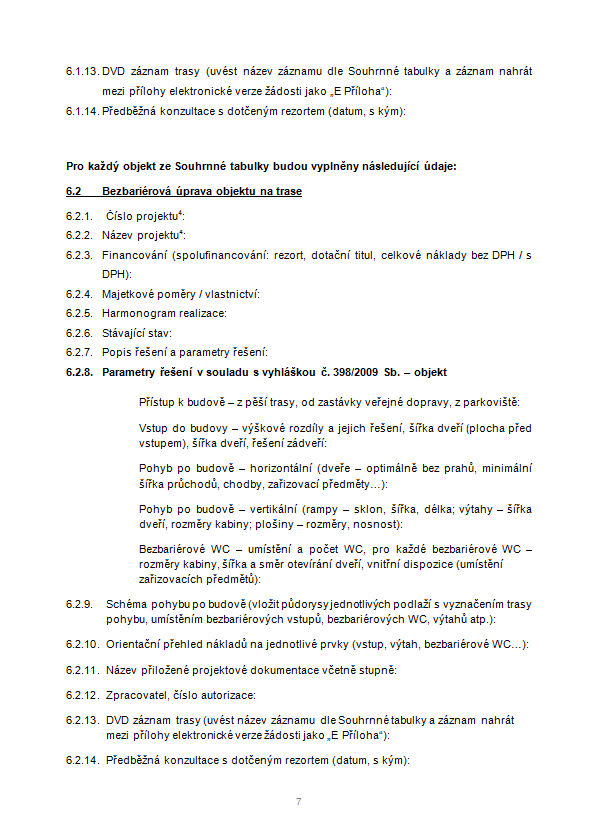 6.1.13. DVD záznam trasy (uvést název záznamu dle Souhrnné tabulky a záznam nahrát
mezi přílohy elektronické verze žádosti jako „E Příloha“):
6.1.14. Předběžná konzultace s dotčeným rezortem (datum, s kým):
Pro každý objekt ze Souhrnné tabulky budou vyplněny následující údaje:
6.2 Bezbariérová úprava objektu na trase
6.2.1. Číslo projektu⁴:
6.2.2. Název projektu⁴:
6.2.3. Financování (spolufinancování: rezort, dotační titul, celkové náklady bez DPH / s
DPH):
6.2.4. Majetkové poměry / vlastnictví:
6.2.5. Harmonogram realizace:
6.2.6. Stávající stav:
6.2.7. Popis řešení a parametry řešení:
6.2.8. Parametry řešení v souladu s vyhláškou č. 398/2009 Sb. – objekt
Přístup k budově – z pěší trasy, od zastávky veřejné dopravy, z parkoviště:
Vstup do budovy – výškové rozdíly a jejich řešení, šířka dveří (plocha před
vstupem), šířka dveří, řešení zádveří:
Pohyb po budově – horizontální (dveře – optimálně bez prahů, minimální
šířka průchodů, chodby, zařizovací předměty…):
Pohyb po budově – vertikální (rampy – sklon, šířka, délka; výtahy – šířka
dveří, rozměry kabiny; plošiny – rozměry, nosnost):
Bezbariérové WC – umístění a počet WC, pro každé bezbariérové WC –
rozměry kabiny, šířka a směr otevírání dveří, vnitřní dispozice (umístění
zařizovacích předmětů):
6.2.9. Schéma pohybu po budově (vložit půdorysy jednotlivých podlaží s vyznačením trasy
pohybu, umístěním bezbariérových vstupů, bezbariérových WC, výtahů atp.):
6.2.10. Orientační přehled nákladů na jednotlivé prvky (vstup, výtah, bezbariérové WC…):
6.2.11. Název přiložené projektové dokumentace včetně stupně:
6.2.12. Zpracovatel, číslo autorizace:
6.2.13. DVD záznam trasy (uvést název záznamu dle Souhrnné tabulky a záznam nahrát
mezi přílohy elektronické verze žádosti jako „E Příloha“):
6.2.14. Předběžná konzultace s dotčeným rezortem (datum, s kým):
7